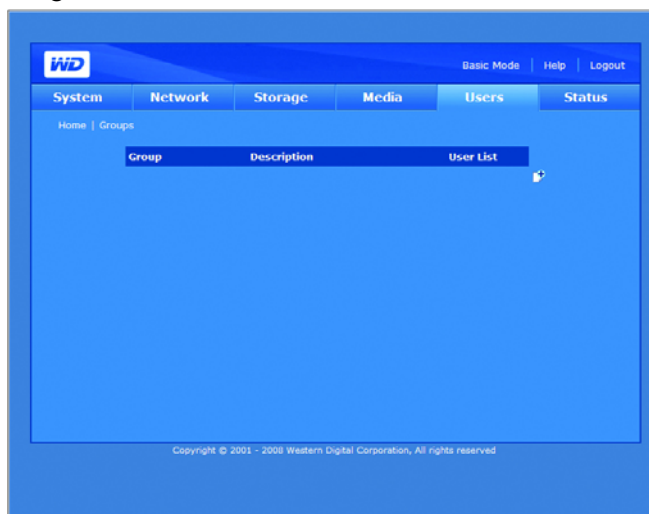 WD
Basic Mode | Help | Logout
System Network Storage Media Users Status
Home | Groups
Group Description User List
Copyright © 2001 - 2008 Western Digital Corporation, All rights reserved